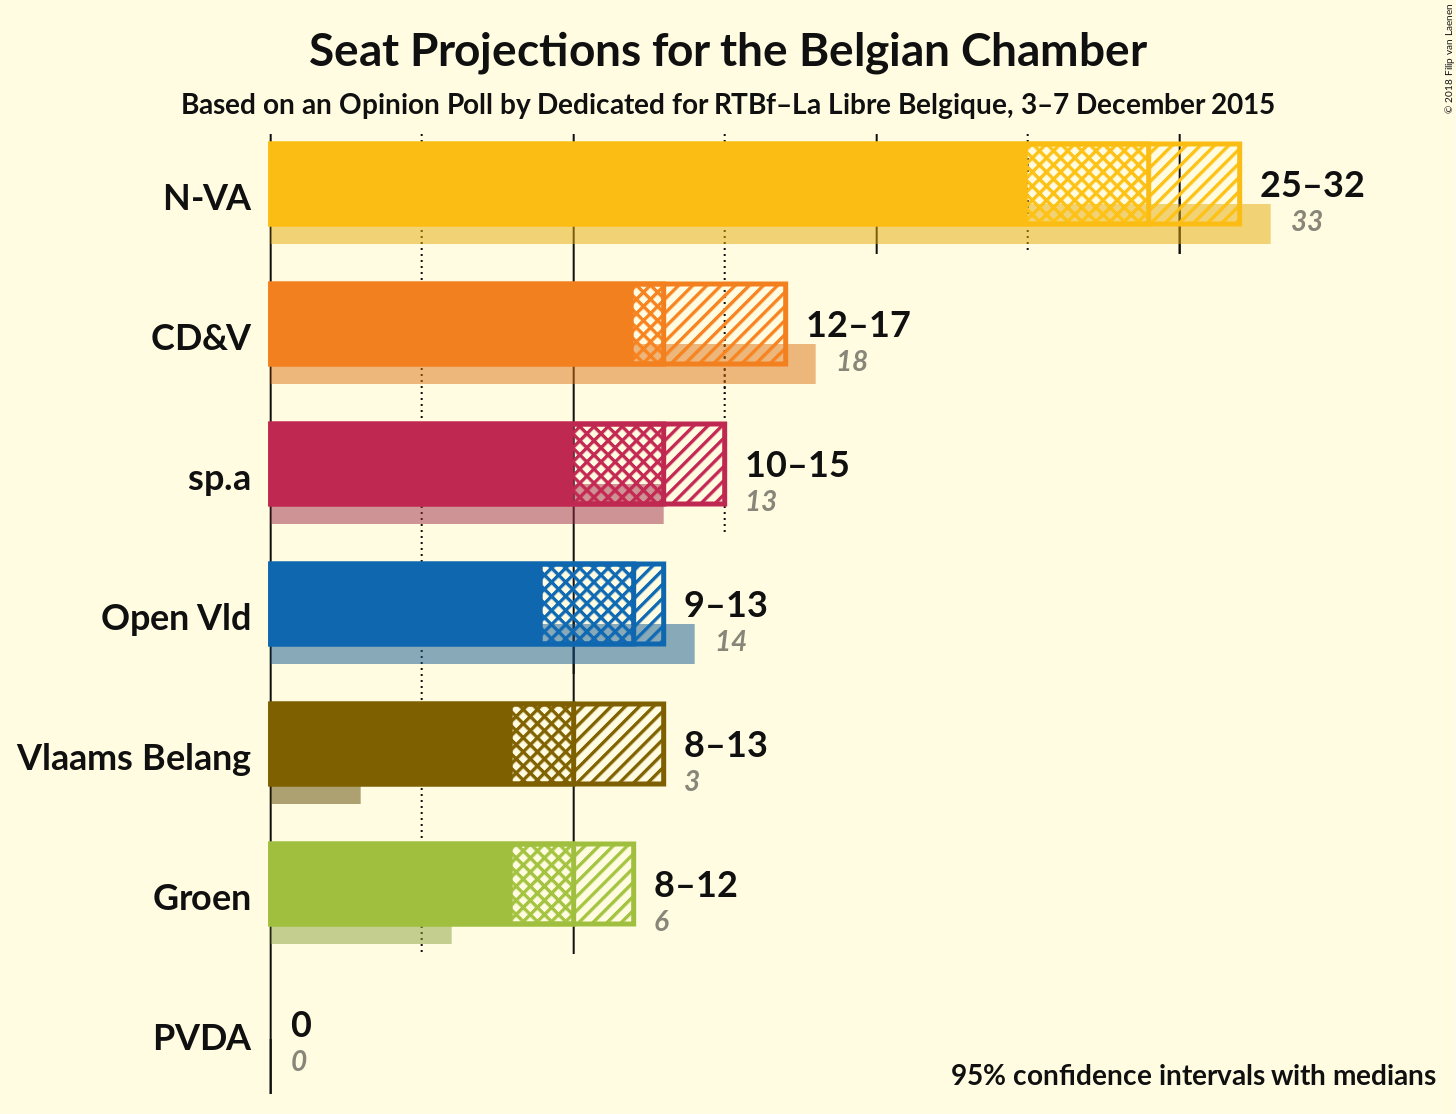 Seat Projections for the Belgian Chamber
Based on an Opinion Poll by Dedicated for RTBf–La Libre Belgique, 3–7 December 2015
© 2018 Filip van Laenen
N-VA
25–32
33
CD&V
12–17
18
sp.a
10–15
13
Open Vld
9–13
14
Vlaams Belang
8–13
3
Groen
8–12
6
PVDA
0
0
95% confidence intervals with medians